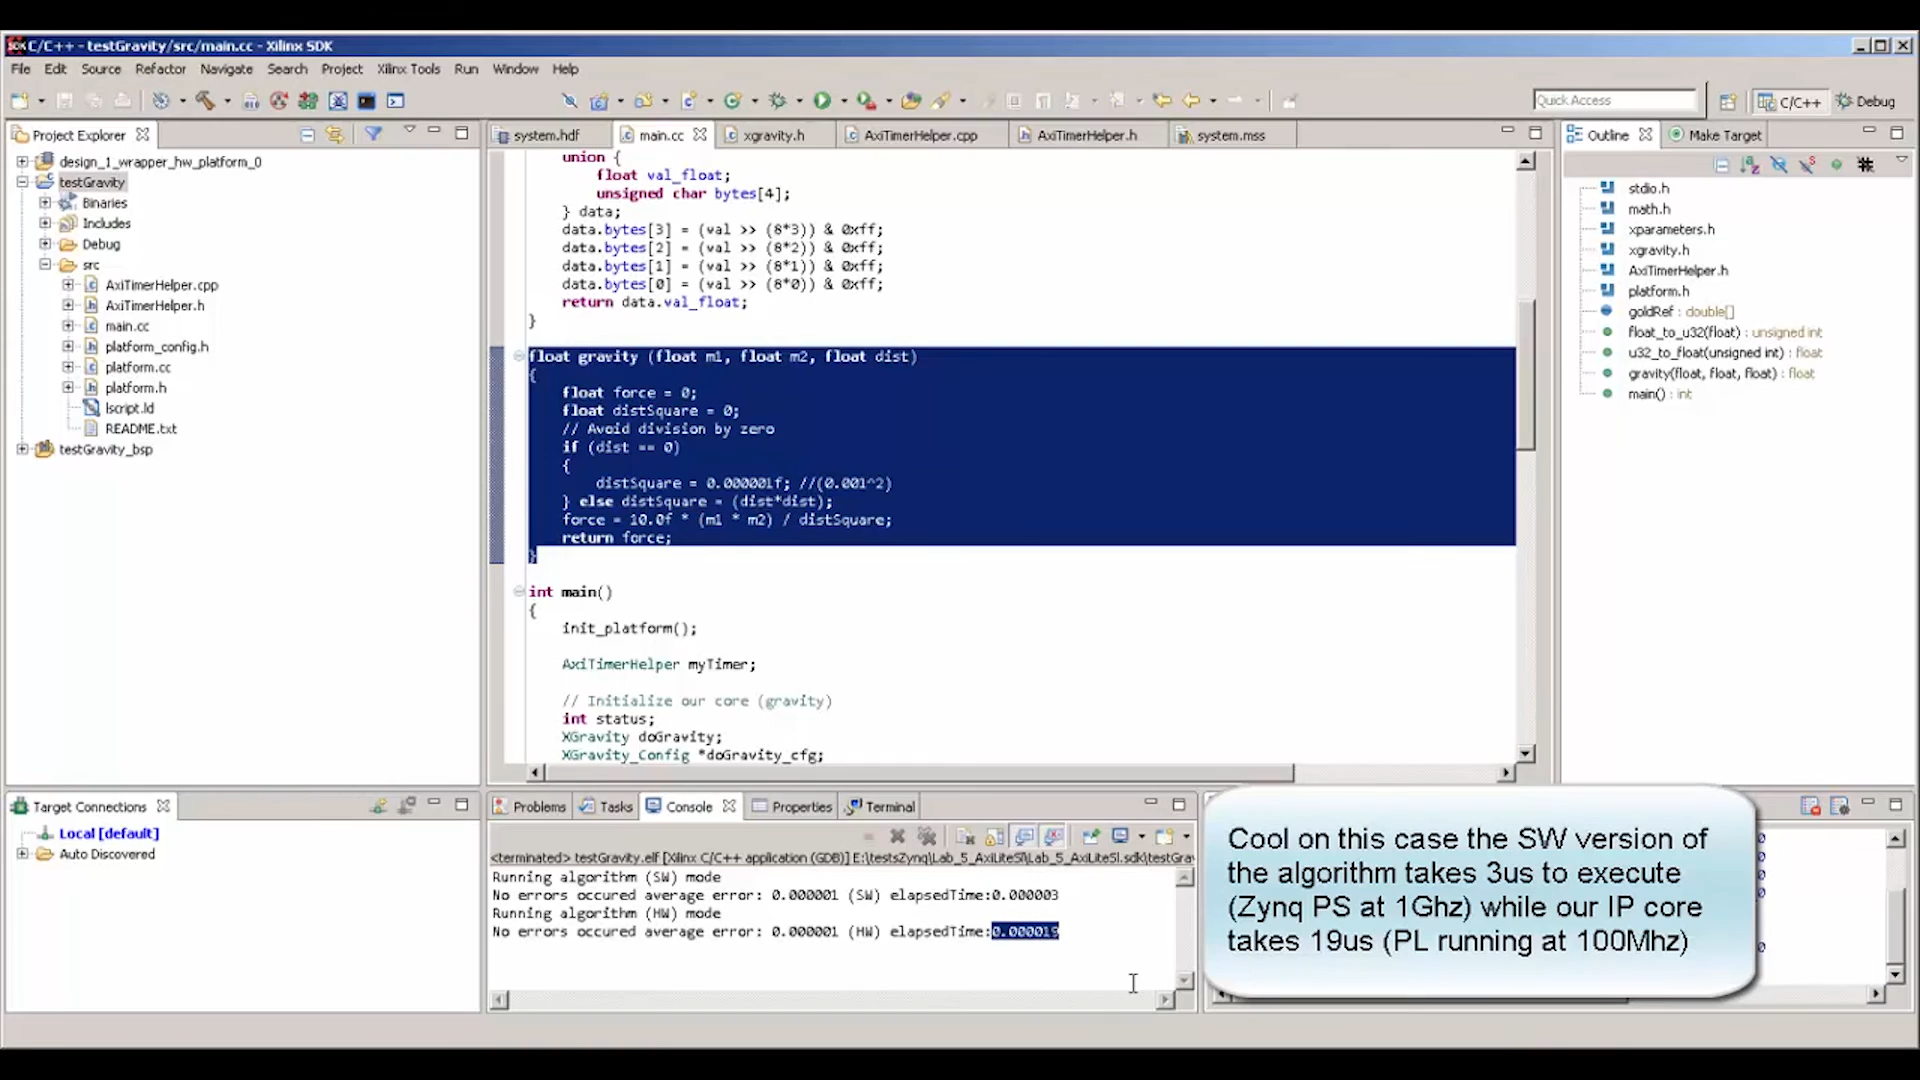 C/C++ - testGravity/src/main.cc - Xilinx SDK
File Edit Source Refactor Navigate Search Project Xilinx Tools Run Window Help
Quick Access
C/C++
Debug
Project Explorer
design_1_wrapper_hw_platform_0
testGravity
Binaries
Includes
Debug
src
AxiTimerHelper.cpp
AxiTimerHelper.h
main.cc
platform_config.h
platform.cc
platform.h
lscript.ld
README.txt
testGravity_bsp
system.hdf main.cc xgravity.h AxiTimerHelper.cpp AxiTimerHelper.h system.mss
union {
float val_float;
unsigned char bytes[4];
} data;
data.bytes[3] = (val >> (8*3)) & 0xff;
data.bytes[2] = (val >> (8*2)) & 0xff;
data.bytes[1] = (val >> (8*1)) & 0xff;
data.bytes[0] = (val >> (8*0)) & 0xff;
return data.val_float;
}
float gravity (float m1, float m2, float dist)
{
float force = 0;
float distSquare = 0;
// Avoid division by zero
if (dist == 0)
{
distSquare = 0.000001f; //(0.001^2)
} else distSquare = (dist*dist);
force = 10.0f * (m1 * m2) / distSquare;
return force;
}
int main()
{
init_platform();
AxiTimerHelper myTimer;
// Initialize our core (gravity)
int status;
XGravity doGravity;
XGravity_Config *doGravity_cfg;
Outline Make Target
stdio.h
math.h
xparameters.h
xgravity.h
AxiTimerHelper.h
platform.h
goldRef : double[]
float_to_u32(float) : unsigned int
u32_to_float(unsigned int) : float
gravity(float, float, float) : float
main() : int
Target Connections
Local [default]
Auto Discovered
Problems Tasks Console Properties Terminal
<terminated> testGravity.elf [Xilinx C/C++ application (GDB)] E:\testsZynq\Lab_5_AxiLiteSl\Lab_5_AxiLiteSl.sdk\testGrav
Running algorithm (SW) mode
No errors occured average error: 0.000001 (SW) elapsedTime:0.000003
Running algorithm (HW) mode
No errors occured average error: 0.000001 (HW) elapsedTime:0.000019
Cool on this case the SW version of
the algorithm takes 3us to execute
(Zynq PS at 1Ghz) while our IP core
takes 19us (PL running at 100Mhz)